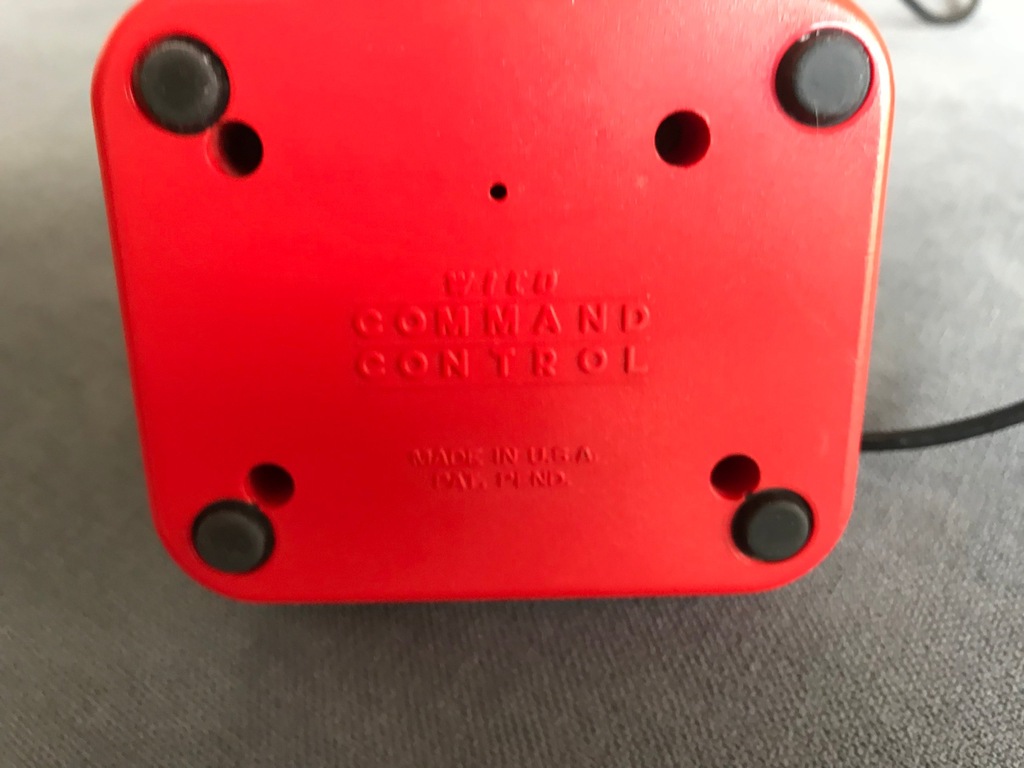 WICO
COMMAND
CONTROL
MADE IN U.S.A.
PAT. PEND.